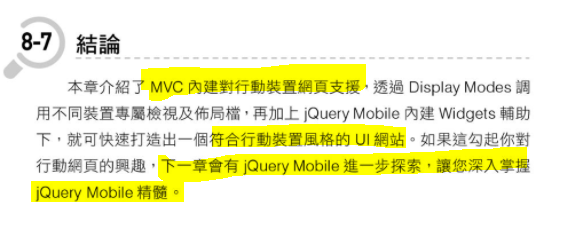 8-7 結論
本章介紹了 MVC 內建對行動裝置網頁支援，透過 Display Modes 調
用不同裝置專屬檢視及佈局檔，再加上 jQuery Mobile 內建 Widgets 輔助
下，就可快速打造出一個符合行動裝置風格的 UI 網站。如果這勾起你對
行動網頁的興趣，下一章會有 jQuery Mobile 進一步探索，讓您深入掌握
jQuery Mobile 精髓。